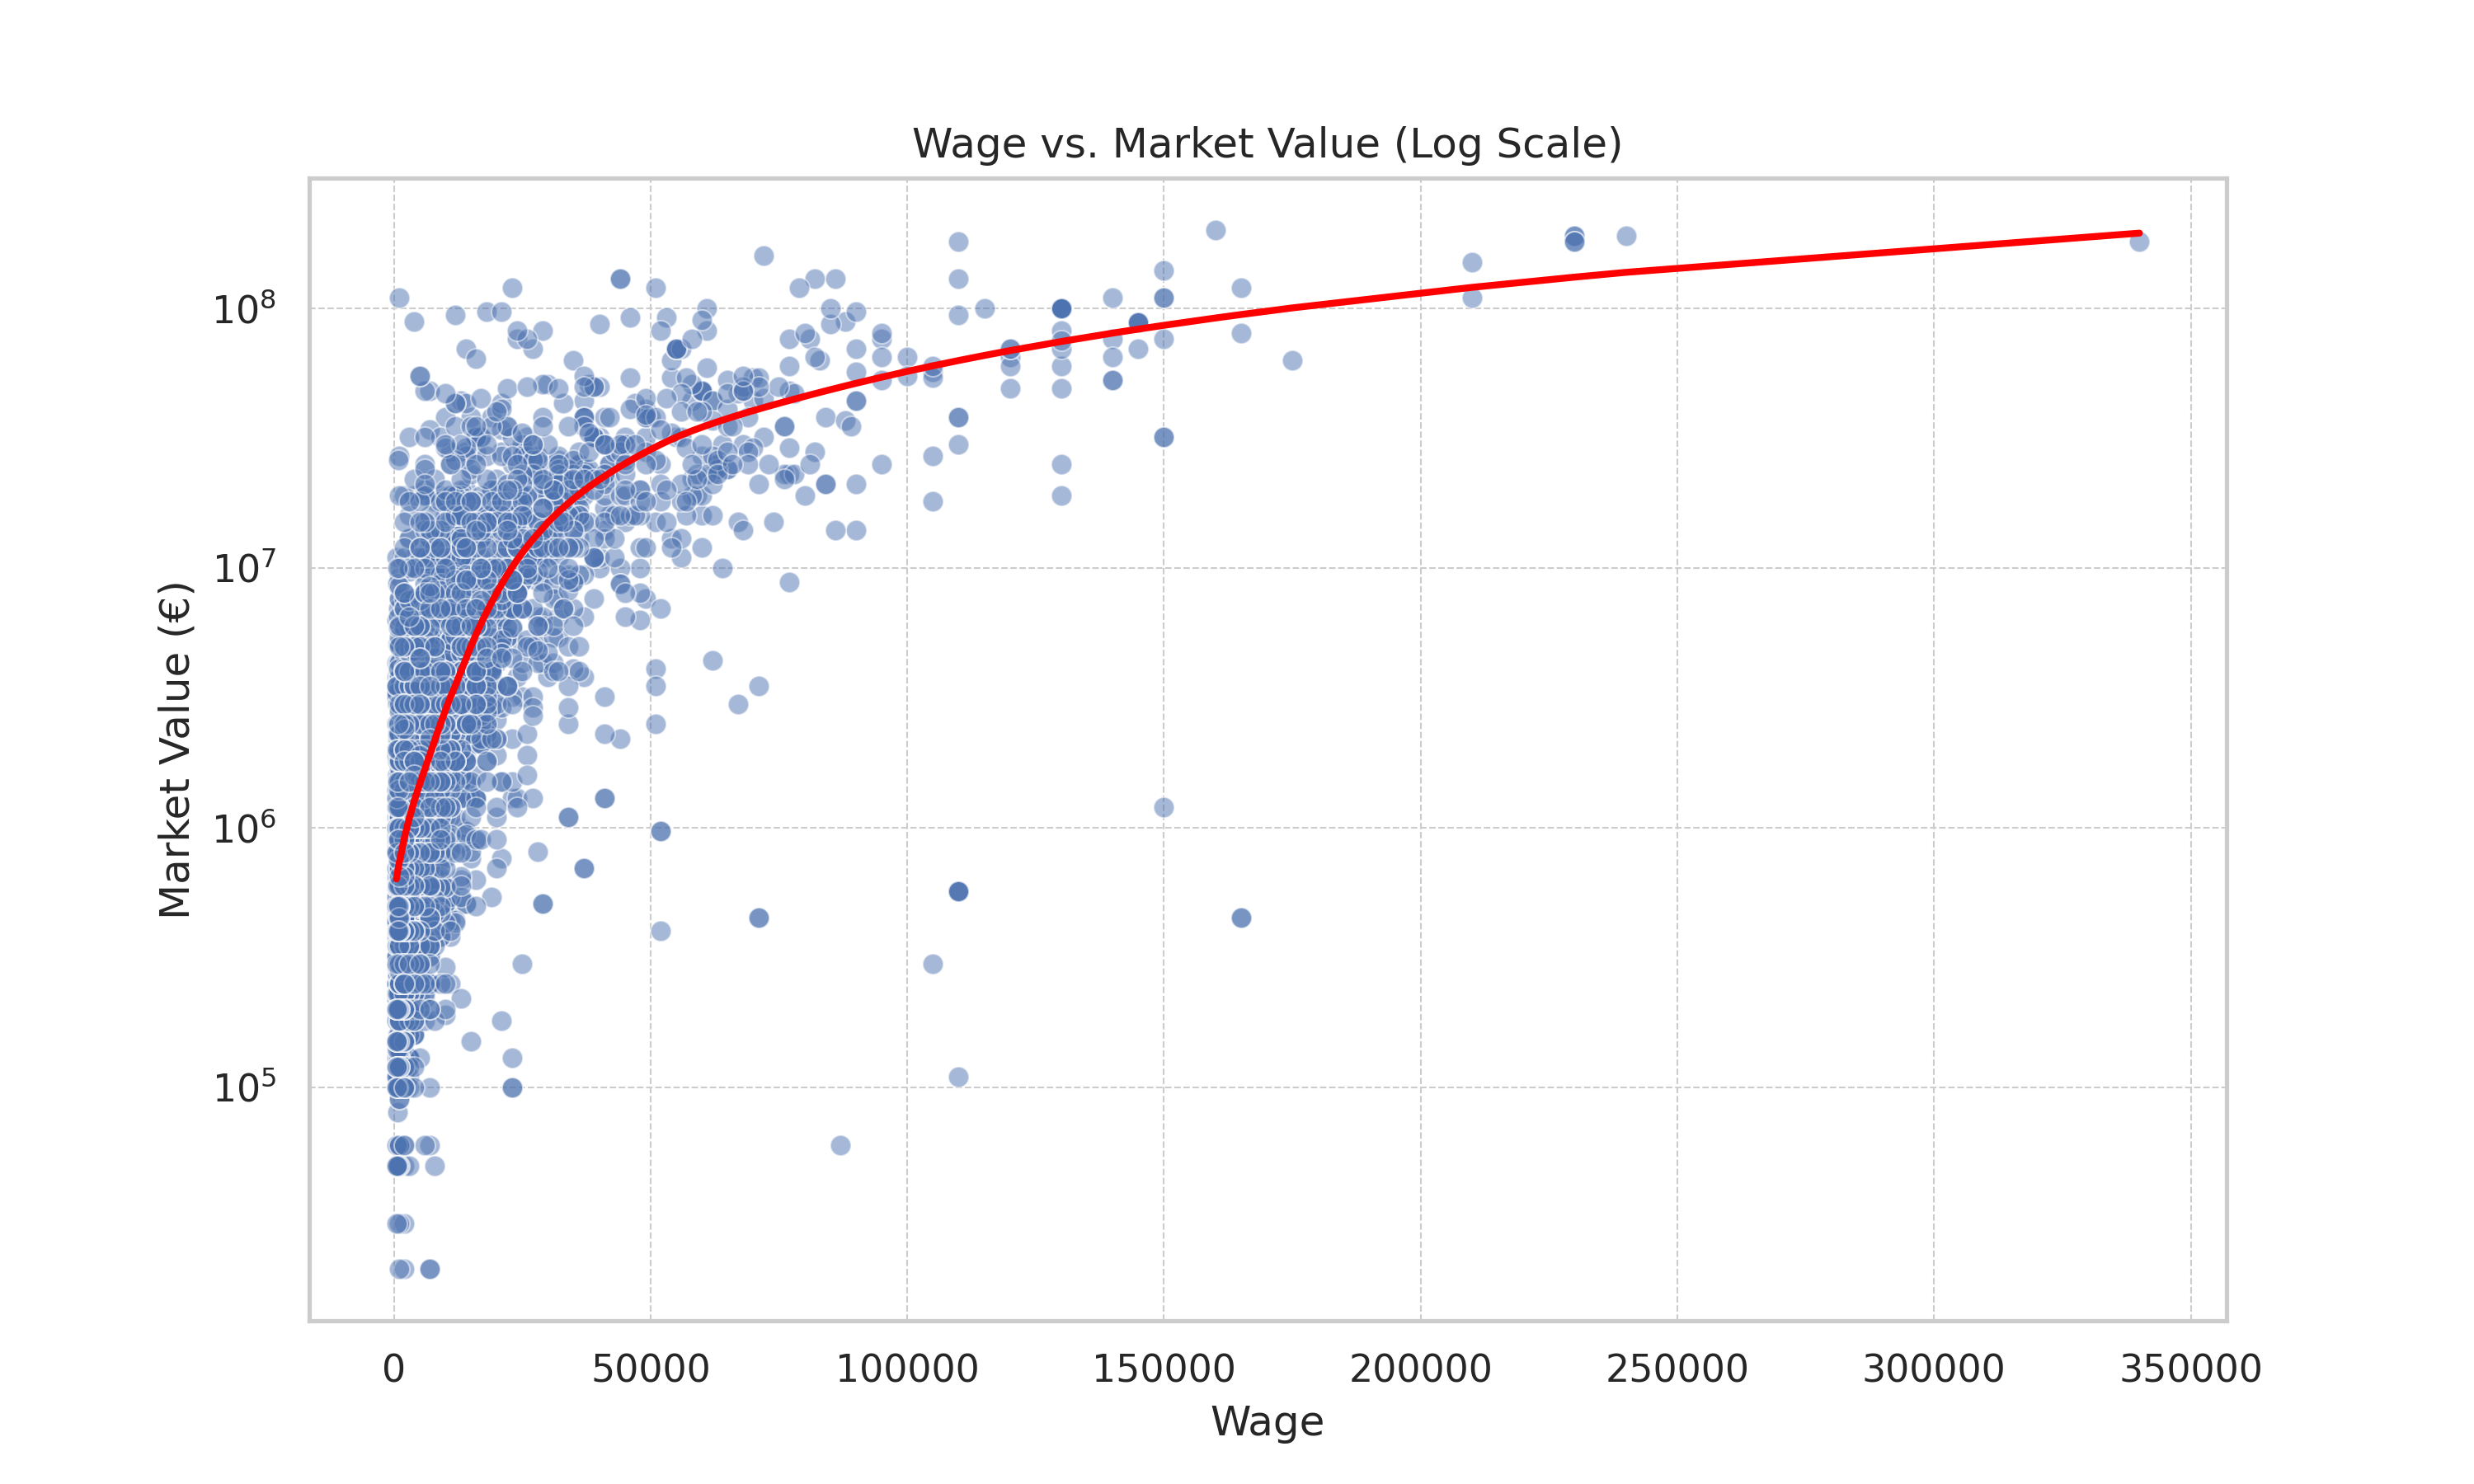 Wage vs. Market Value (Log Scale)
Market Value (€)
10⁸
10⁷
10⁶
10⁵
0 50000 100000 150000 200000 250000 300000 350000
Wage